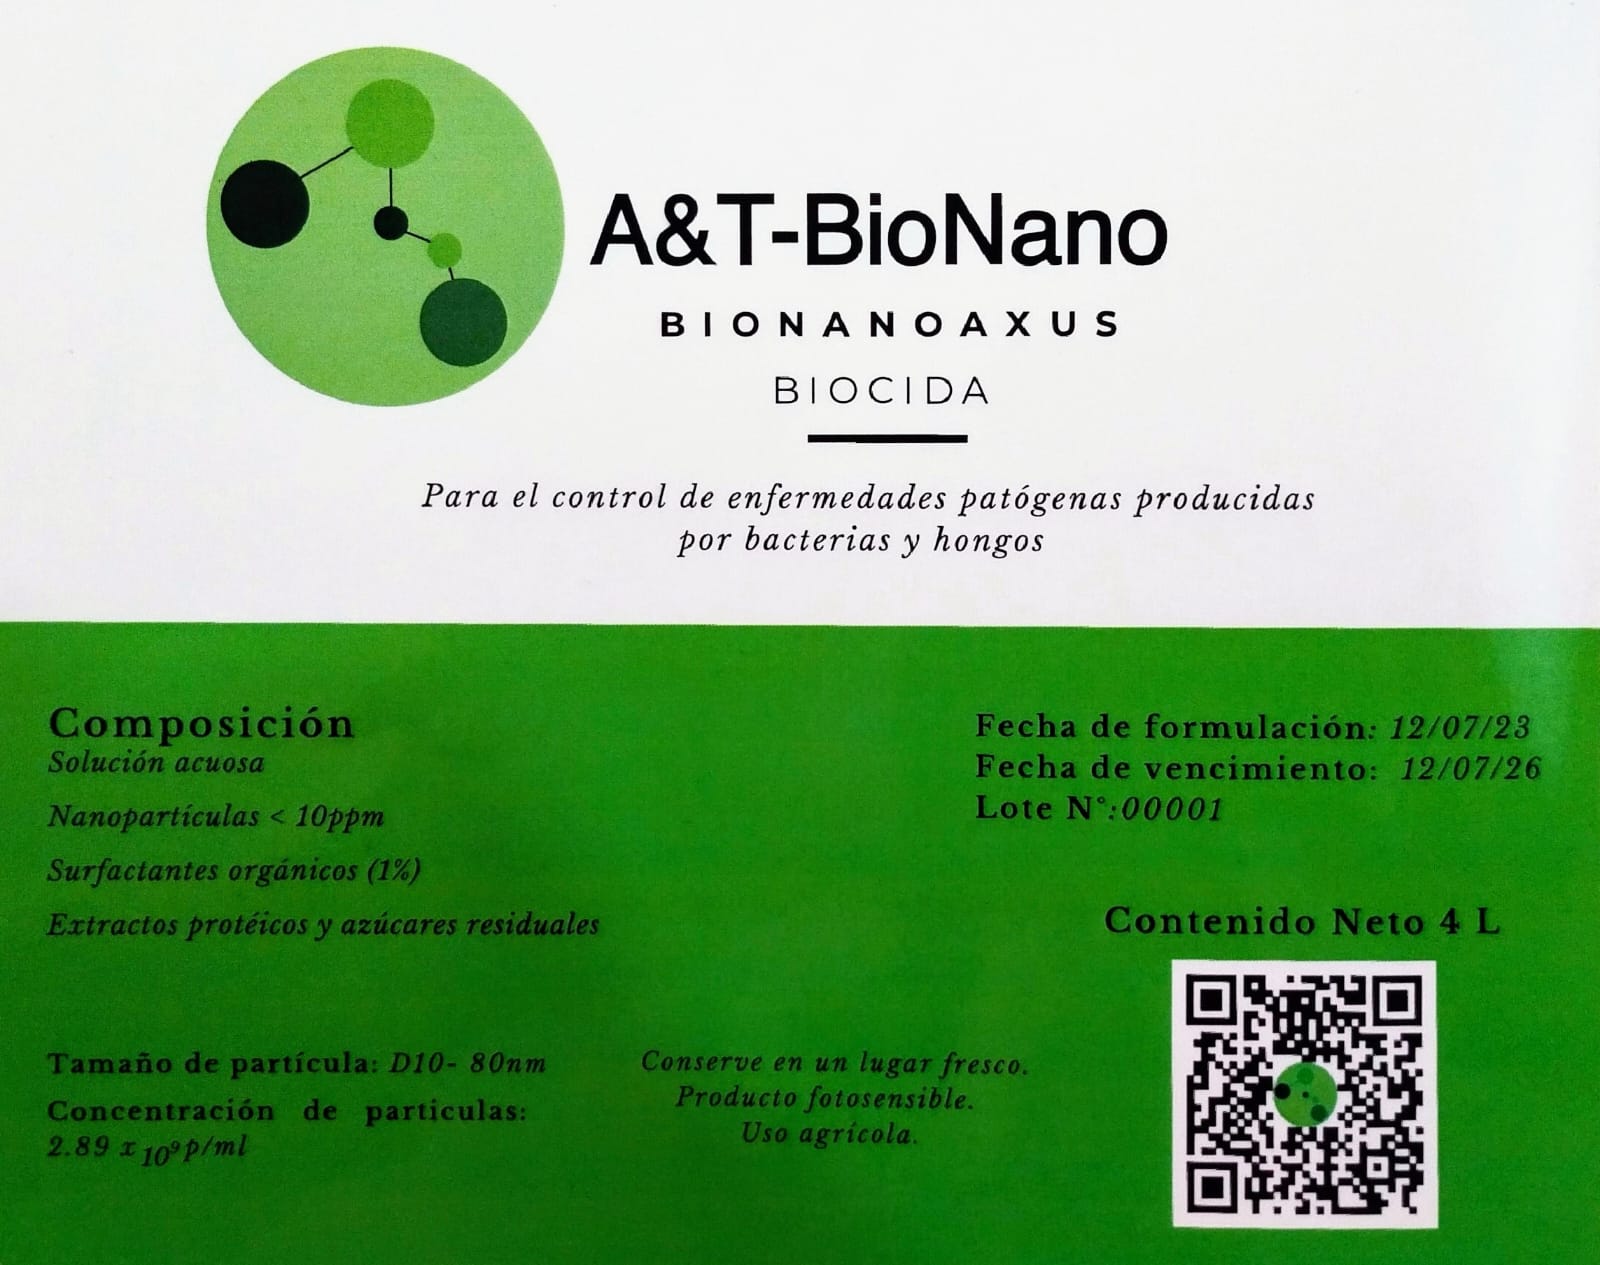 A&T-BioNano
BIONANOAXUS
BIOCIDA
Para el control de enfermedades patógenas producidas
por bacterias y hongos
Composición
Solución acuosa
Nanopartículas < 10ppm
Surfactantes orgánicos (1%)
Extractos protéicos y azúcares residuales
Tamaño de partícula: D10- 80nm
Concentración de particulas:
2.89 x 10⁹p/ml
Conserve en un lugar fresco.
Producto fotosensible.
Uso agrícola.
Fecha de formulación: 12/07/23
Fecha de vencimiento: 12/07/26
Lote N°:00001
Contenido Neto 4 L